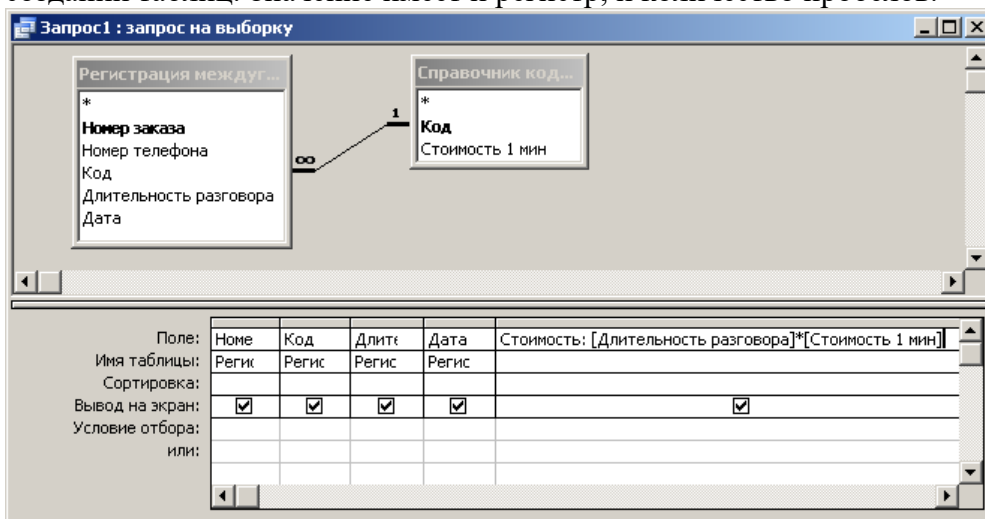 Запрос1 : запрос на выборку
Регистрация междуг...
*
Номер заказа
Номер телефона
Код
Длительность разговора
Дата
∞
1
Справочник код...
*
Код
Стоимость 1 мин
Поле: Номе Код Длите Дата Стоимость: [Длительность разговора]*[Стоимость 1 мин]
Имя таблицы: Регис Регис Регис Регис
Сортировка:
Вывод на экран:
Условие отбора:
или: